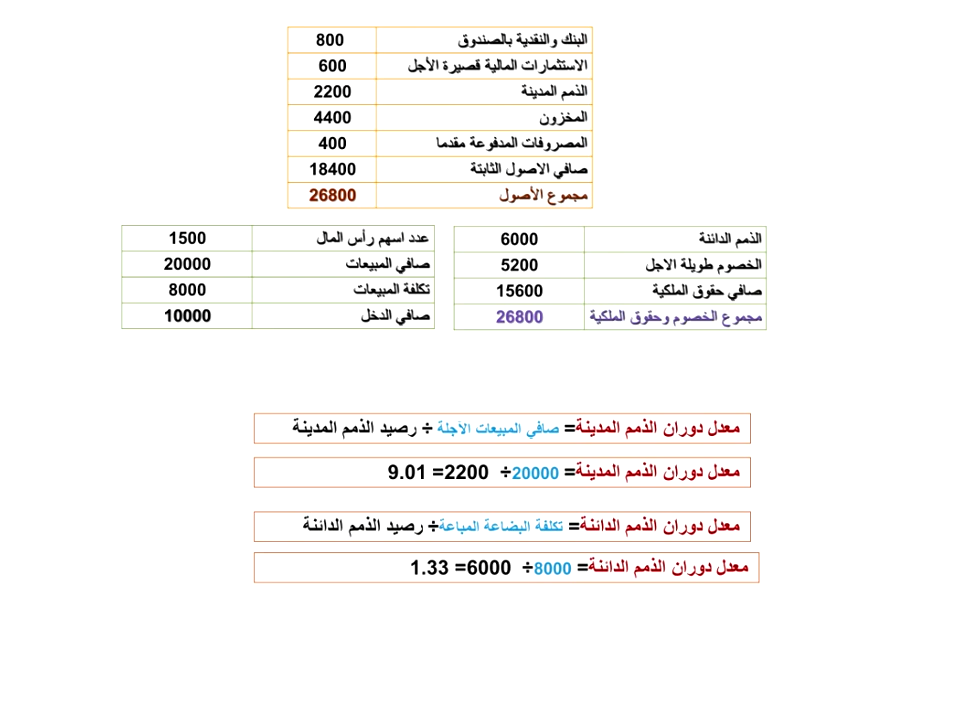 البنك والنقدية بالصندوق 800
الاستثمارات المالية قصيرة الأجل 600
الذمم المدينة 2200
المخزون 4400
المصروفات المدفوعة مقدما 400
صافي الاصول الثابتة 18400
مجموع الأصول 26800
الذمم الدائنة 6000
الخصوم طويلة الاجل 5200
صافي حقوق الملكية 15600
مجموع الخصوم وحقوق الملكية 26800
عدد اسهم رأس المال 1500
صافي المبيعات 20000
تكلفة المبيعات 8000
صافي الدخل 10000
معدل دوران الذمم المدينة= صافي المبيعات الآجلة ÷ رصيد الذمم المدينة
معدل دوران الذمم المدينة= 20000÷ 2200= 9.01
معدل دوران الذمم الدائنة= تكلفة البضاعة المباعة÷ رصيد الذمم الدائنة
معدل دوران الذمم الدائنة= 8000÷ 6000= 1.33